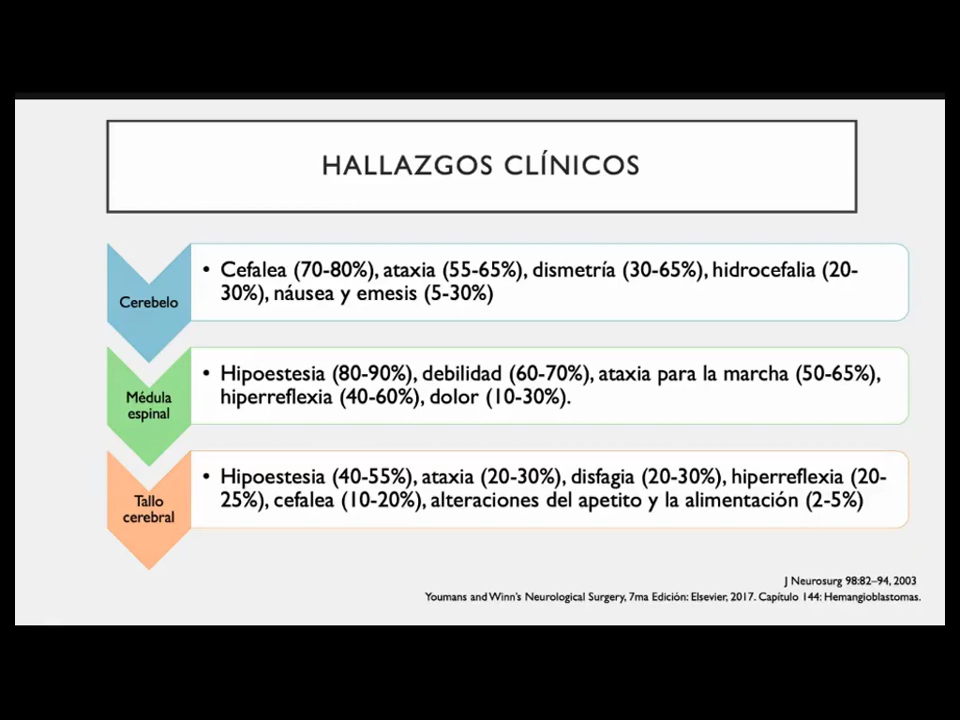 HALLAZGOS CLÍNICOS
Cerebelo
• Cefalea (70-80%), ataxia (55-65%), dismetría (30-65%), hidrocefalia (20-
30%), náusea y emesis (5-30%)
Médula
espinal
• Hipoestesia (80-90%), debilidad (60-70%), ataxia para la marcha (50-65%),
hiperreflexia (40-60%), dolor (10-30%).
Tallo
cerebral
• Hipoestesia (40-55%), ataxia (20-30%), disfagia (20-30%), hiperreflexia (20-
25%), cefalea (10-20%), alteraciones del apetito y la alimentación (2-5%)
J Neurosurg 98:82–94, 2003
Youmans and Winn's Neurological Surgery, 7ma Edición: Elsevier, 2017. Capítulo 144: Hemangioblastomas.